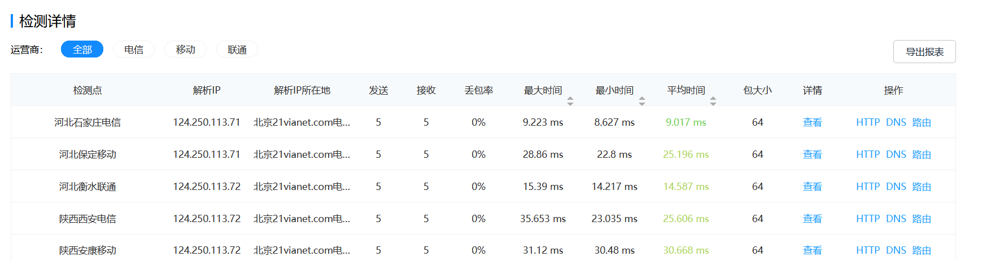 检测详情
运营商： 全部 电信 移动 联通 导出报表
检测点 解析IP 解析IP所在地 发送 接收 丢包率 最大时间 最小时间 平均时间 包大小 详情 操作
河北石家庄电信 124.250.113.71 北京21vianet.com电... 5 5 0% 9.223 ms 8.627 ms 9.017 ms 64 查看 HTTP DNS 路由
河北保定移动 124.250.113.71 北京21vianet.com电... 5 5 0% 28.86 ms 22.8 ms 25.196 ms 64 查看 HTTP DNS 路由
河北衡水联通 124.250.113.72 北京21vianet.com电... 5 5 0% 15.39 ms 14.217 ms 14.587 ms 64 查看 HTTP DNS 路由
陕西西安电信 124.250.113.72 北京21vianet.com电... 5 5 0% 35.653 ms 23.035 ms 25.606 ms 64 查看 HTTP DNS 路由
陕西安康移动 124.250.113.72 北京21vianet.com电... 5 5 0% 31.12 ms 30.48 ms 30.668 ms 64 查看 HTTP DNS 路由